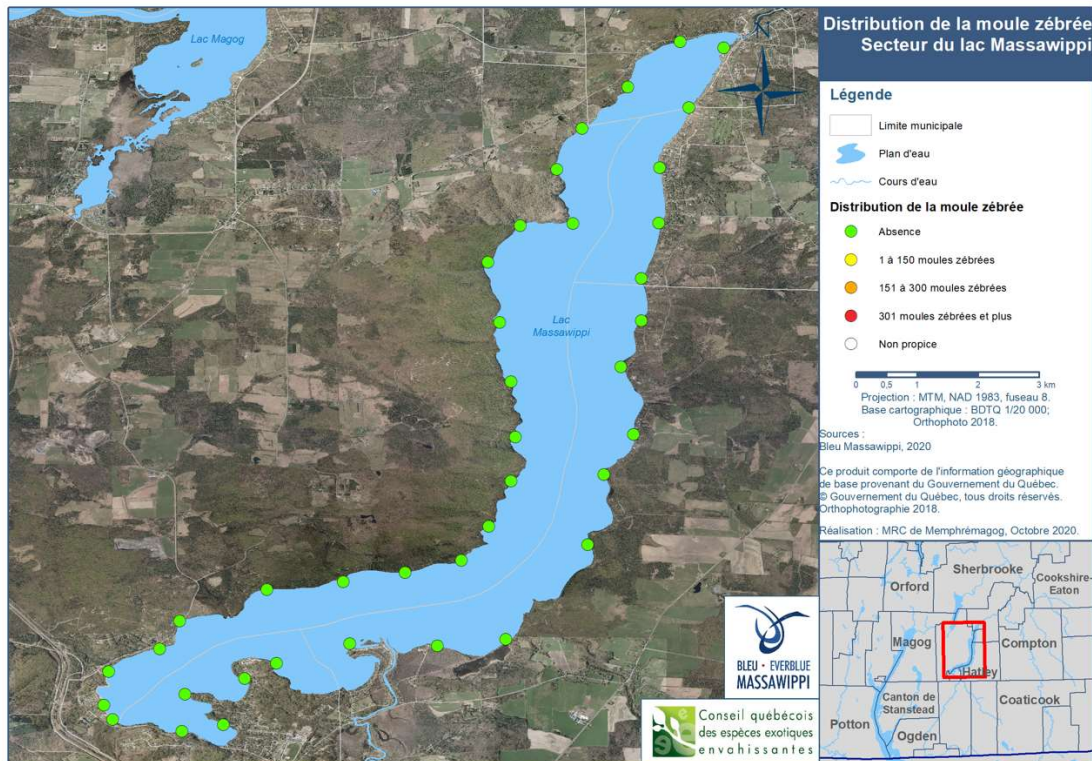 Distribution de la moule zébrée
Secteur du lac Massawippi
Lac Magog
N
Lac
Massawippi
Légende
Limite municipale
Plan d'eau
Cours d'eau
Distribution de la moule zébrée
Absence
1 à 150 moules zébrées
151 à 300 moules zébrées
301 moules zébrées et plus
Non propice
0 0,5 1 2 3 km
Projection : MTM, NAD 1983, fuseau 8.
Base cartographique : BDTQ 1/20 000;
Orthophoto 2018.
Sources :
Bleu Massawippi, 2020
Ce produit comporte de l'information géographique
de base provenant du Gouvernement du Québec.
© Gouvernement du Québec, tous droits réservés.
Orthophotographie 2018.
Réalisation : MRC de Memphrémagog, Octobre 2020.
BLEU • EVERBLUE
MASSAWIPPI
Conseil québécois
des espèces exotiques
envahissantes
Sherbrooke
Orford
Cookshire-
Eaton
Magog
Compton
Hatley
Canton de
Stanstead
Coaticook
Potton
Ogden